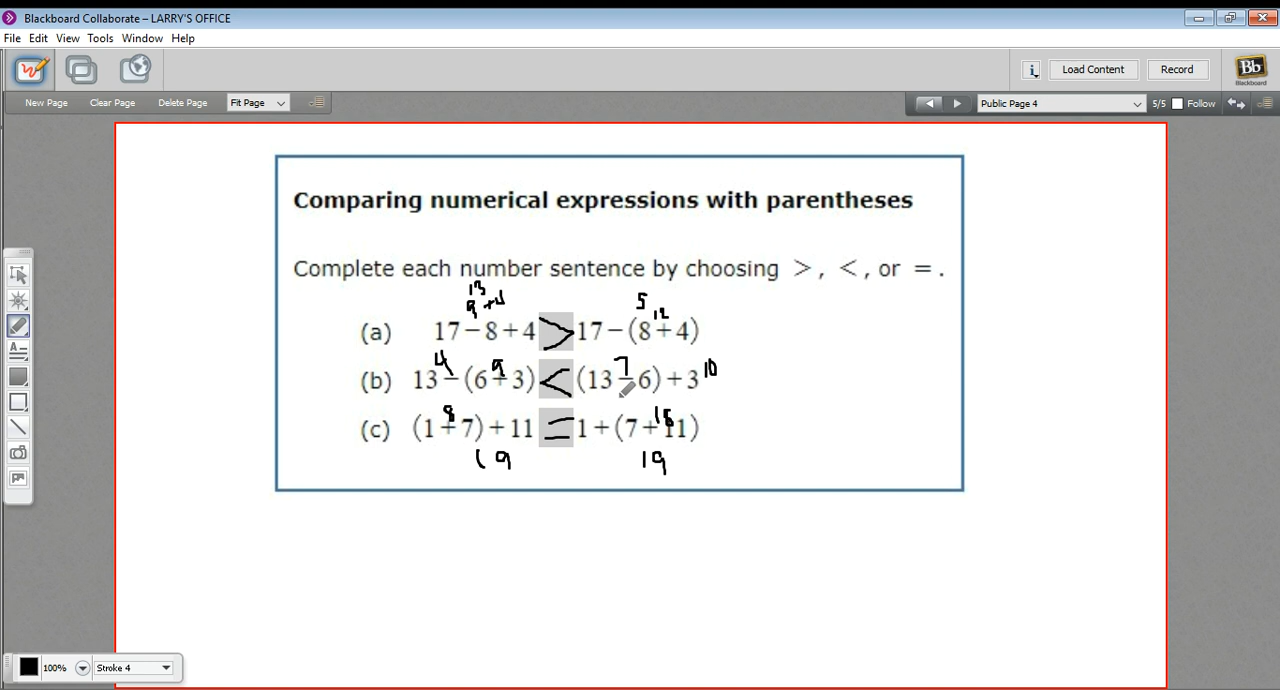 Blackboard Collaborate – LARRY'S OFFICE
File Edit View Tools Window Help
i Load Content Record Bb
Blackboard
New Page Clear Page Delete Page Fit Page Public Page 4 5/5 Follow
Comparing numerical expressions with parentheses
Complete each number sentence by choosing >, <, or =.
13
9 +4 5 12
(a) 17 − 8 + 4 > 17 − (8 + 4)
4 9 7
(b) 13 − (6 + 3) < (13 − 6) + 3 10
8 18
(c) (1 + 7) + 11 = 1 + (7 + 11)
19 19
100% Stroke 4